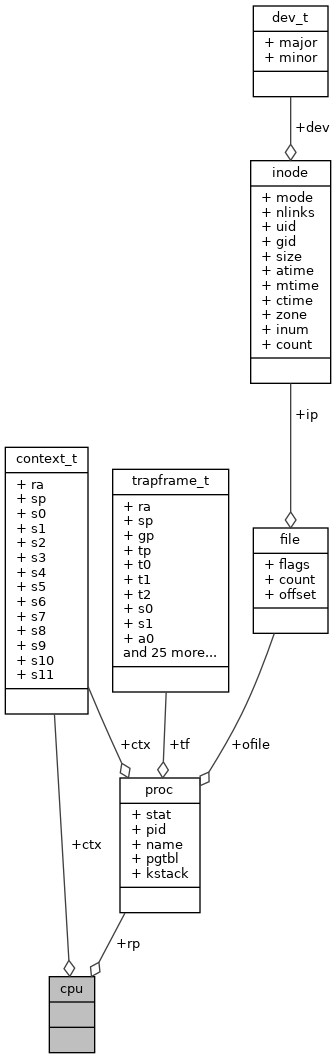 dev_t
+ major
+ minor
+dev
inode
+ mode
+ nlinks
+ uid
+ gid
+ size
+ atime
+ mtime
+ ctime
+ zone
+ inum
+ count
+ip
context_t
+ ra
+ sp
+ s0
+ s1
+ s2
+ s3
+ s4
+ s5
+ s6
+ s7
+ s8
+ s9
+ s10
+ s11
trapframe_t
+ ra
+ sp
+ gp
+ tp
+ t0
+ t1
+ t2
+ s0
+ s1
+ a0
and 25 more...
file
+ flags
+ count
+ offset
+ctx
+tf
+ofile
proc
+ stat
+ pid
+ name
+ pgtbl
+ kstack
+ctx
+rp
cpu